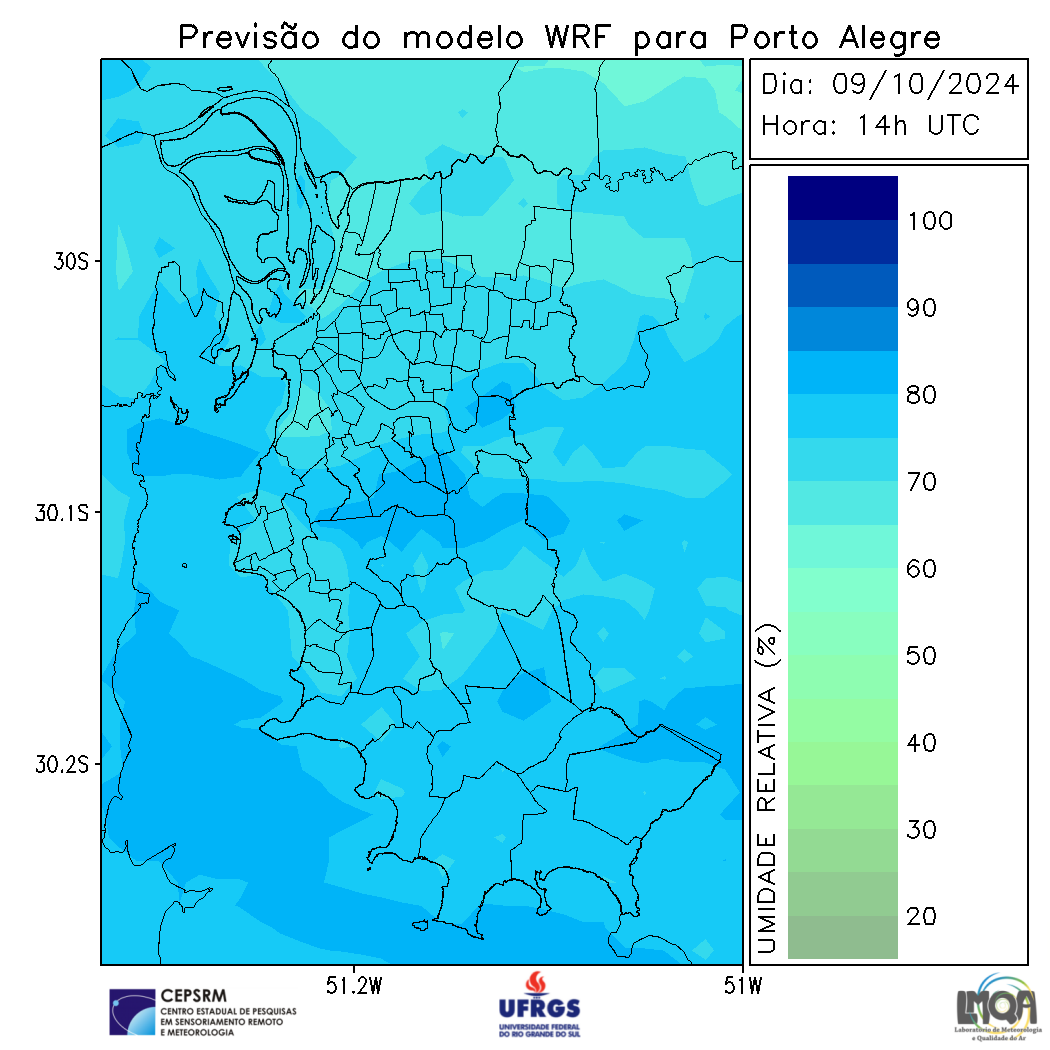 Previsão do modelo WRF para Porto Alegre
Dia: 09/10/2024
Hora: 14h UTC
100
90
80
70
60
50
40
30
20
UMIDADE RELATIVA (%)
30S
30.1S
30.2S
51.2W
51W
CEPSRM
CENTRO ESTADUAL DE PESQUISAS
EM SENSORIAMENTO REMOTO
E METEOROLOGIA
UFRGS
UNIVERSIDADE FEDERAL
DO RIO GRANDE DO SUL
LMQA
Laboratório de Meteorologia
e Qualidade do Ar